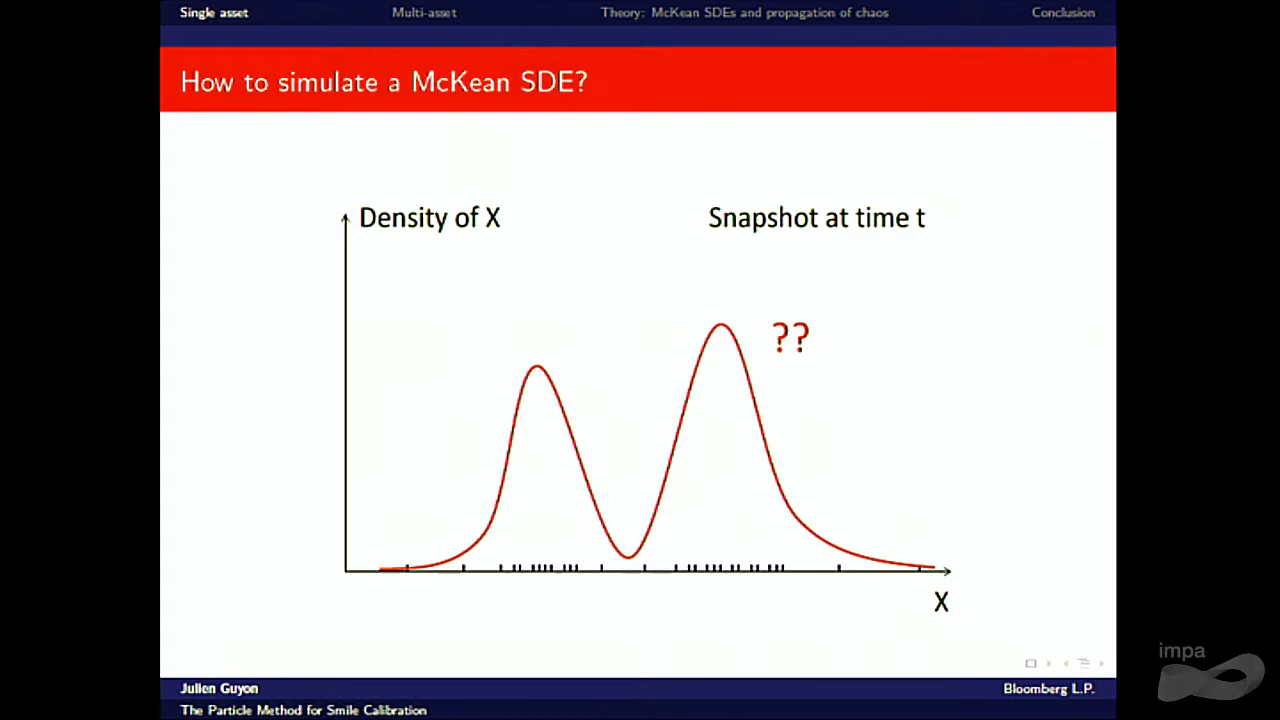 Single asset Multi-asset Theory: McKean SDEs and propagation of chaos Conclusion
How to simulate a McKean SDE?
Density of X Snapshot at time t
??
X
impa
Julien Guyon Bloomberg L.P.
The Particle Method for Smile Calibration